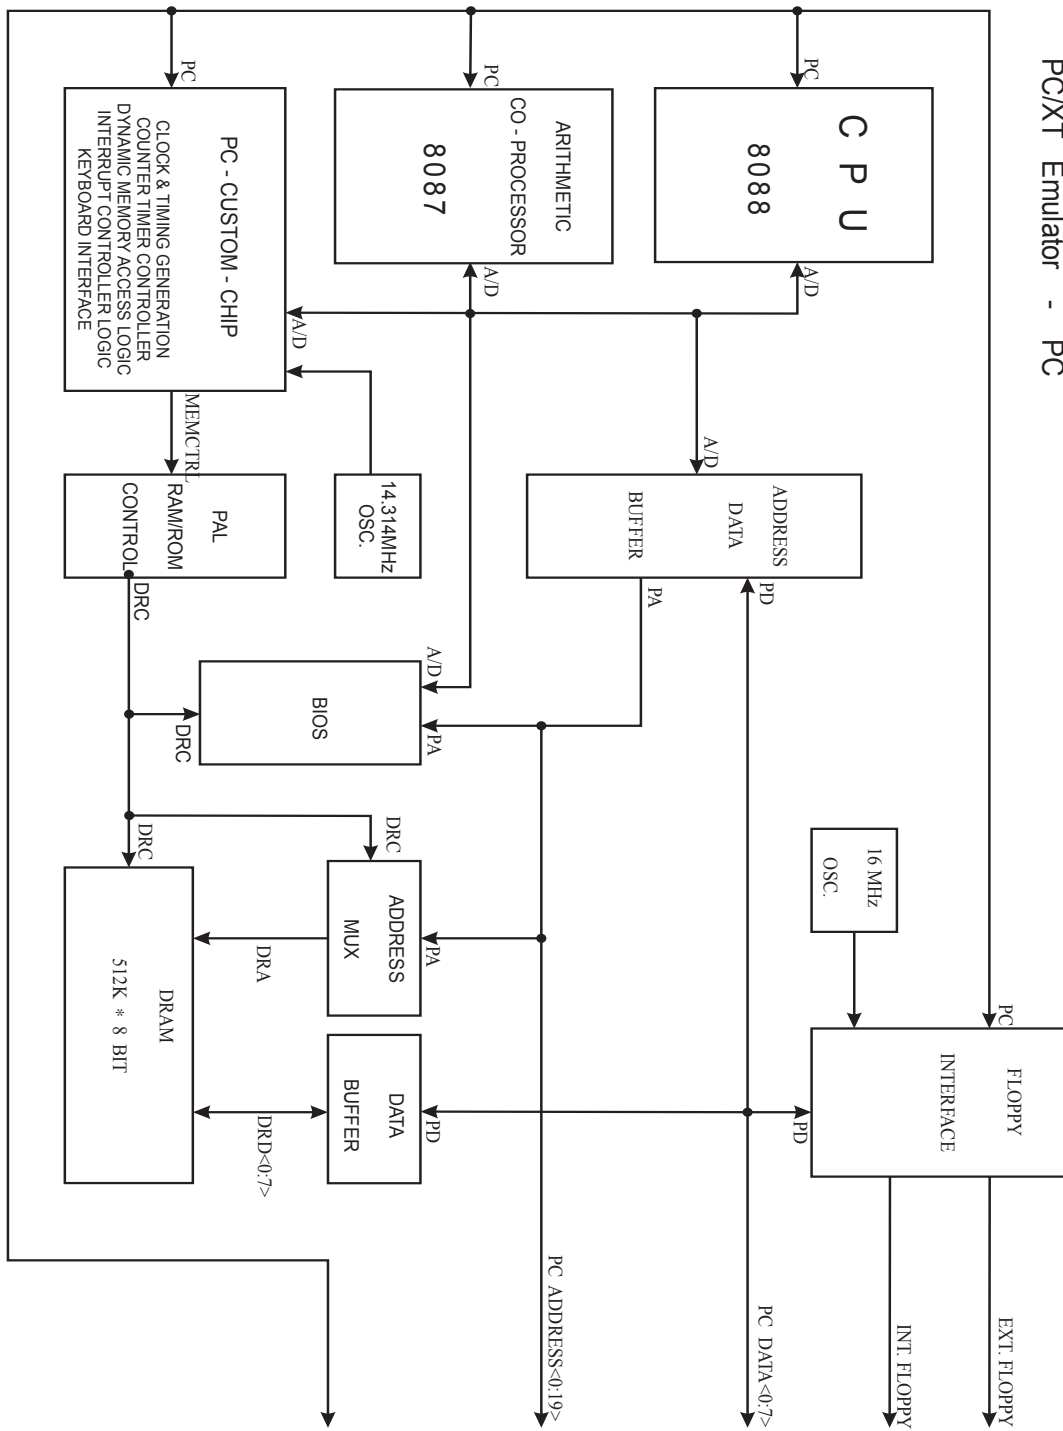 PC/XT Emulator - PC
PC
PC
PC
C P U
8088
ARITHMETIC
CO - PROCESSOR
8087
PC - CUSTOM - CHIP
CLOCK & TIMING GENERATION
COUNTER TIMER CONTROLLER
DYNAMIC MEMORY ACCESS LOGIC
INTERRUPT CONTROLLER LOGIC
KEYBOARD INTERFACE
A/D
A/D
A/D
A/D
MEMCTRL
ADDRESS
DATA
BUFFER
14.314MHz
OSC.
PAL
RAM/ROM
CONTROL
PD
PA
DRC
A/D
PA
BIOS
DRC
16 MHz
OSC.
DRC
DRC
ADDRESS
MUX
PA
DRA
DRAM
512K * 8 BIT
PC
FLOPPY
INTERFACE
PD
DATA
BUFFER
PD
DRD<0:7>
EXT. FLOPPY
INT. FLOPPY
PC DATA<0:7>
PC ADDRESS<0:19>